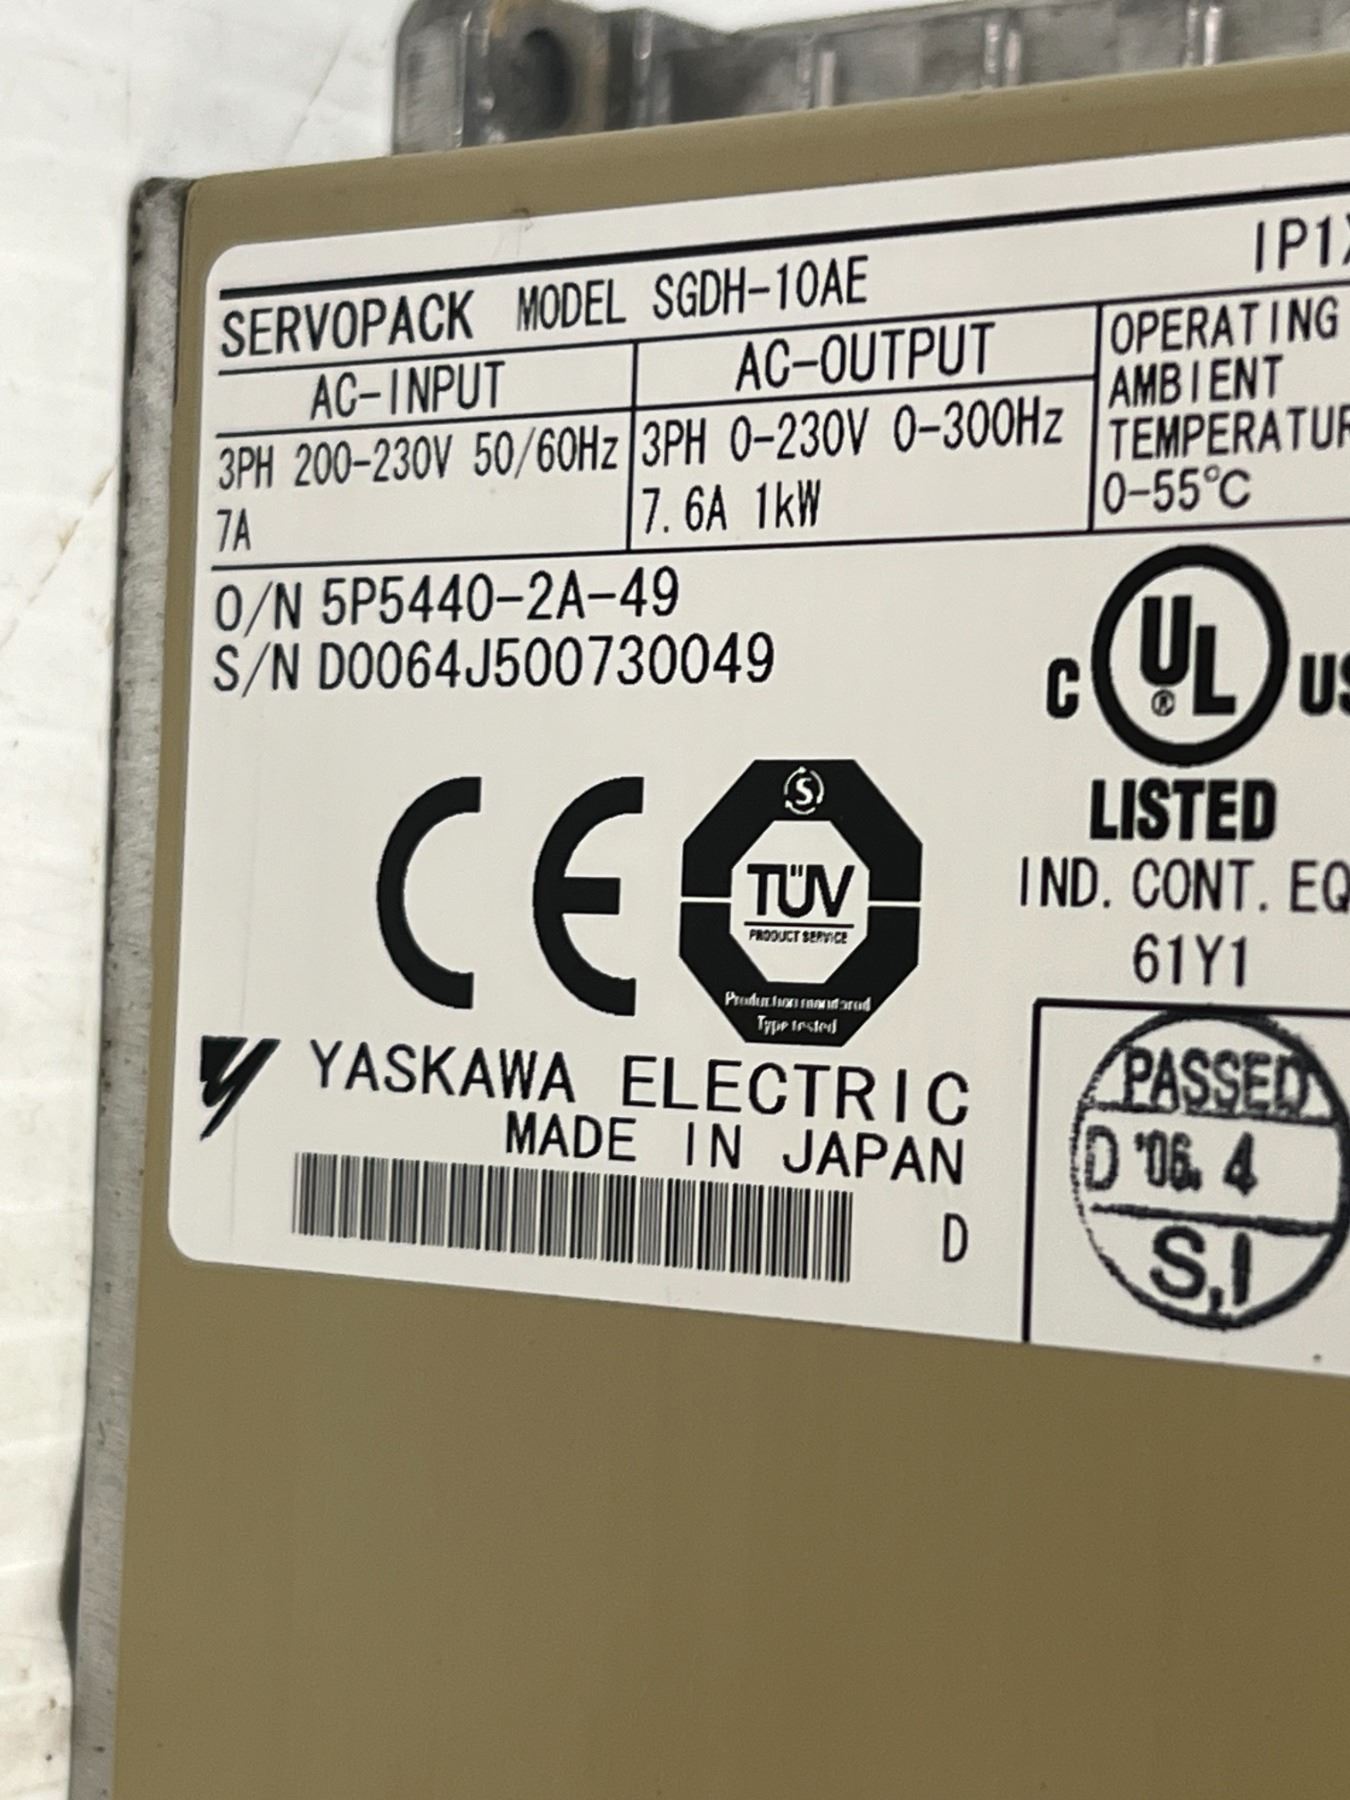 SERVOPACK MODEL SGDH-10AE IP1X
AC-INPUT AC-OUTPUT
3PH 200-230V 50/60Hz
7A
3PH 0-230V 0-300Hz
7.6A 1kW
OPERATING
AMBIENT
TEMPERATUR
0-55°C
O/N 5P5440-2A-49
S/N D0064J500730049
C UL® US
LISTED
IND. CONT. EQ
61Y1
CE
S
TÜV
PRODUCT SERVICE
Production monitored
Type tested
YASKAWA ELECTRIC
MADE IN JAPAN
D
PASSED
D '06. 4
S,I